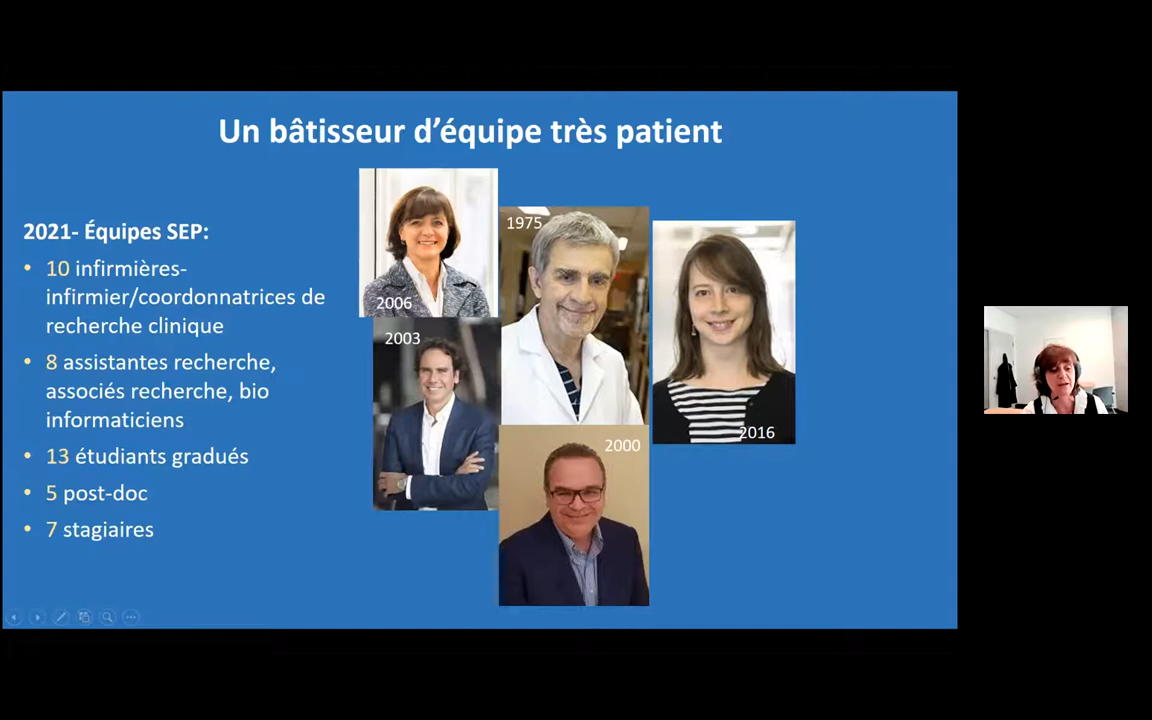 Un bâtisseur d’équipe très patient
2021- Équipes SEP:
• 10 infirmières-
infirmier/coordonnatrices de
recherche clinique
• 8 assistantes recherche,
associés recherche, bio
informaticiens
• 13 étudiants gradués
• 5 post-doc
• 7 stagiaires
2006
1975
2003
2016
2000